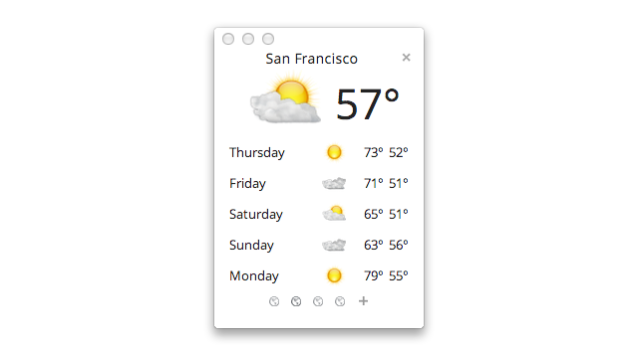 San Francisco
57°
Thursday 73° 52°
Friday 71° 51°
Saturday 65° 51°
Sunday 63° 56°
Monday 79° 55°